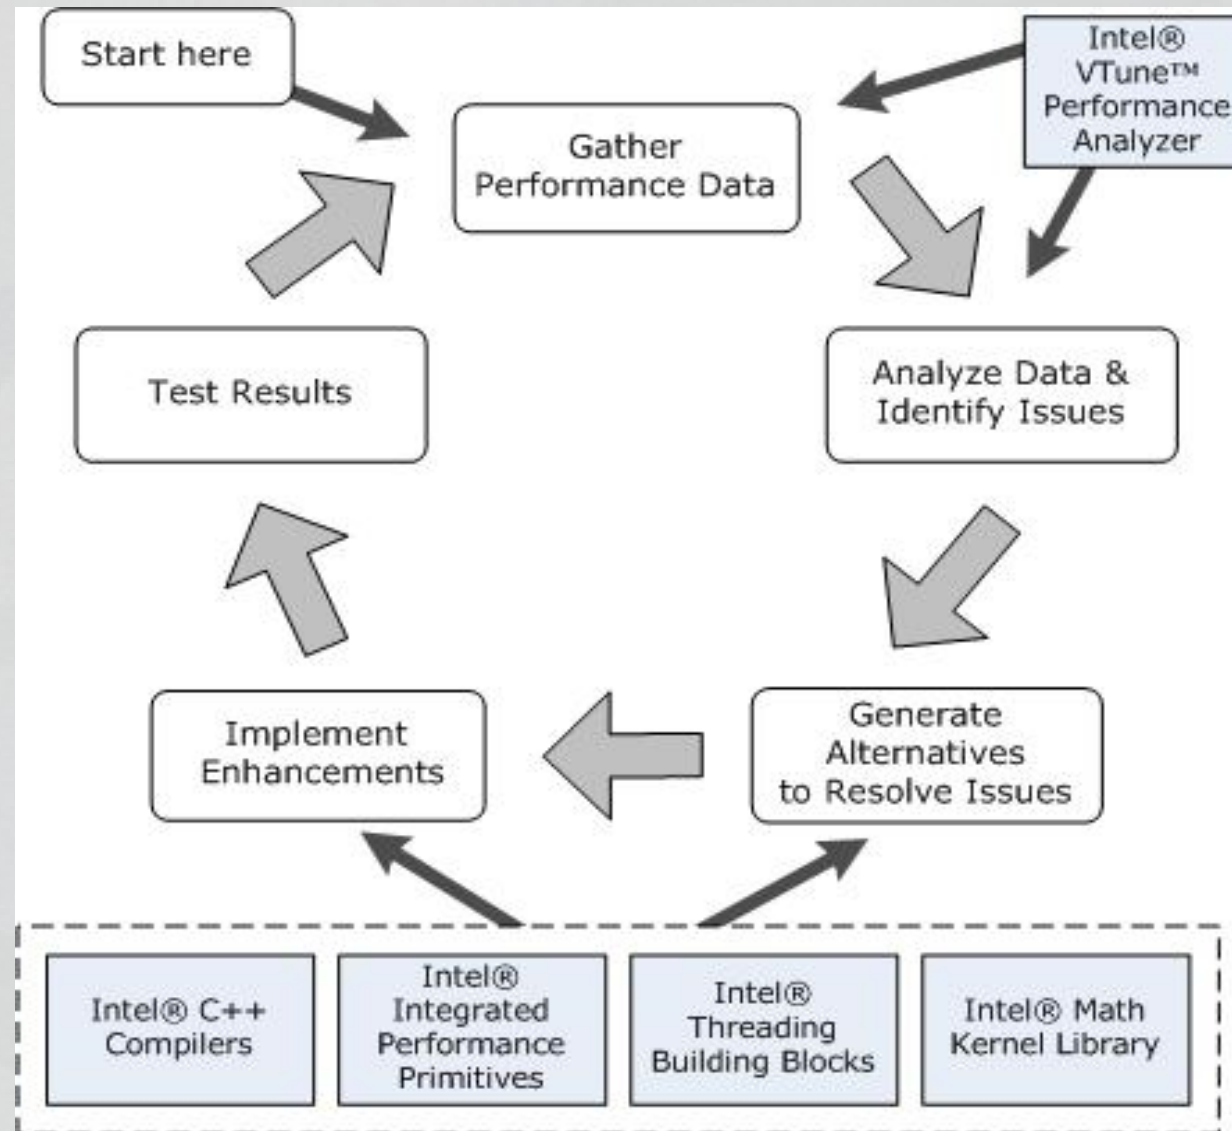 Start here
Intel®
VTune™
Performance
Analyzer
Gather
Performance Data
Test Results
Analyze Data &
Identify Issues
Implement
Enhancements
Generate
Alternatives
to Resolve Issues
Intel® C++
Compilers
Intel®
Integrated
Performance
Primitives
Intel®
Threading
Building Blocks
Intel® Math
Kernel Library